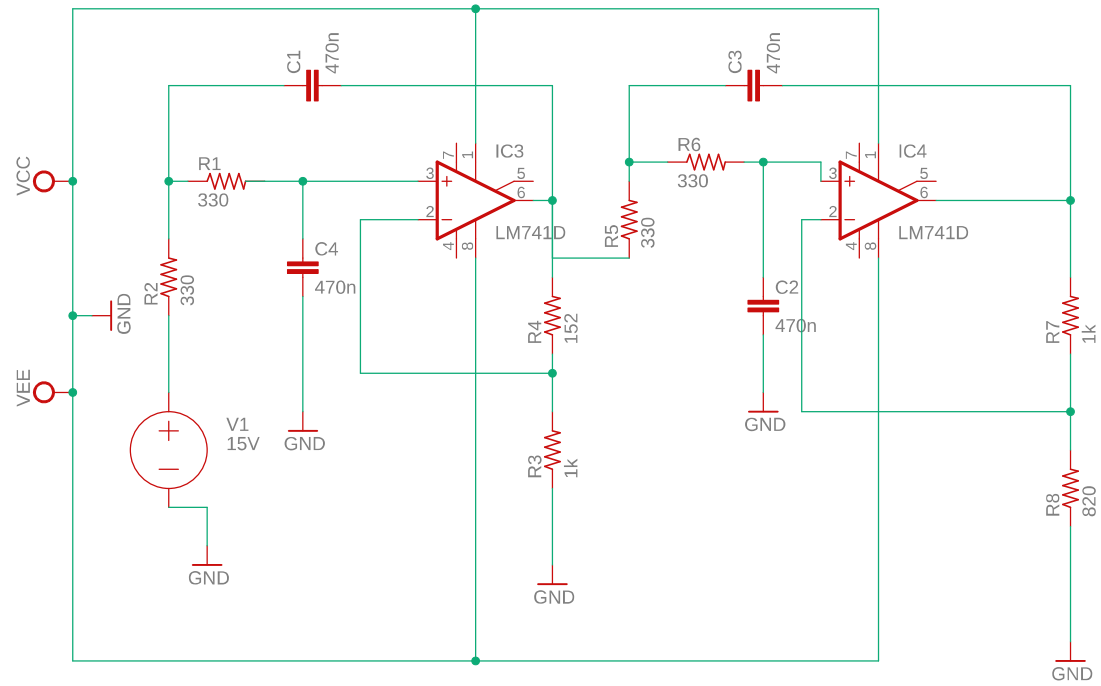 C1
470n
C3
470n
VCC
R1
330
3
2
7
1
4
8
5
6
IC3
LM741D
R6
330
3
2
7
1
4
8
5
6
IC4
LM741D
R5
330
C4
470n
GND
R2
330
C2
470n
R4
152
R7
1k
VEE
V1
15V
GND
GND
R3
1k
R8
820
GND
GND
GND